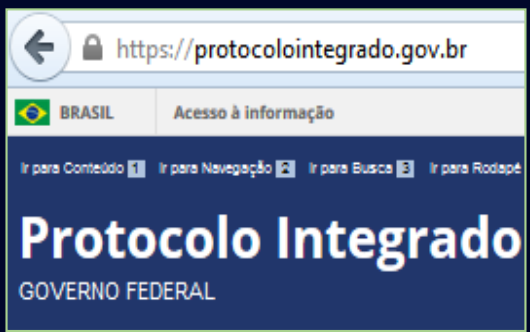 https://protocolointegrado.gov.br
BRASIL Acesso à informação
Ir para Conteúdo 1 Ir para Navegação 2 Ir para Busca 3 Ir para Rodapé
Protocolo Integrado
GOVERNO FEDERAL